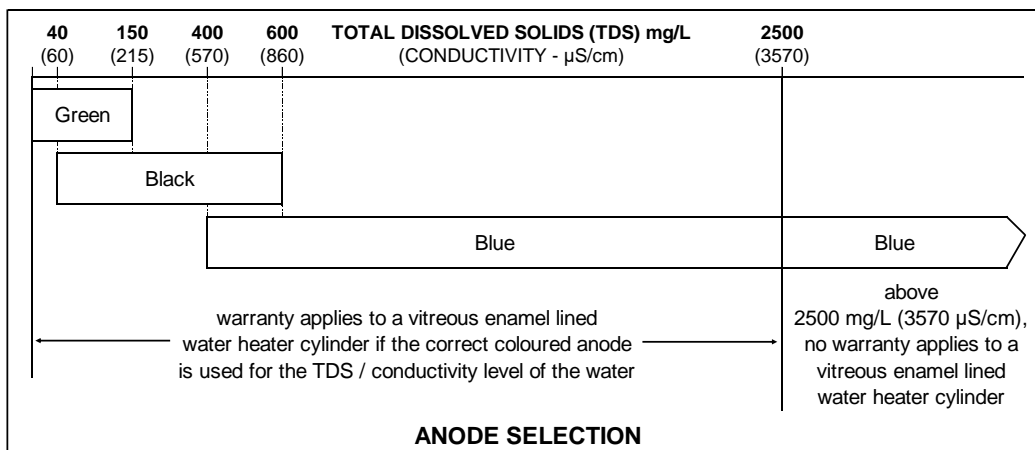 40 150 400 600 TOTAL DISSOLVED SOLIDS (TDS) mg/L 2500
(60) (215) (570) (860) (CONDUCTIVITY - µS/cm) (3570)
Green
Black
Blue Blue
warranty applies to a vitreous enamel lined
water heater cylinder if the correct coloured anode
is used for the TDS / conductivity level of the water
above
2500 mg/L (3570 µS/cm),
no warranty applies to a
vitreous enamel lined
water heater cylinder
ANODE SELECTION